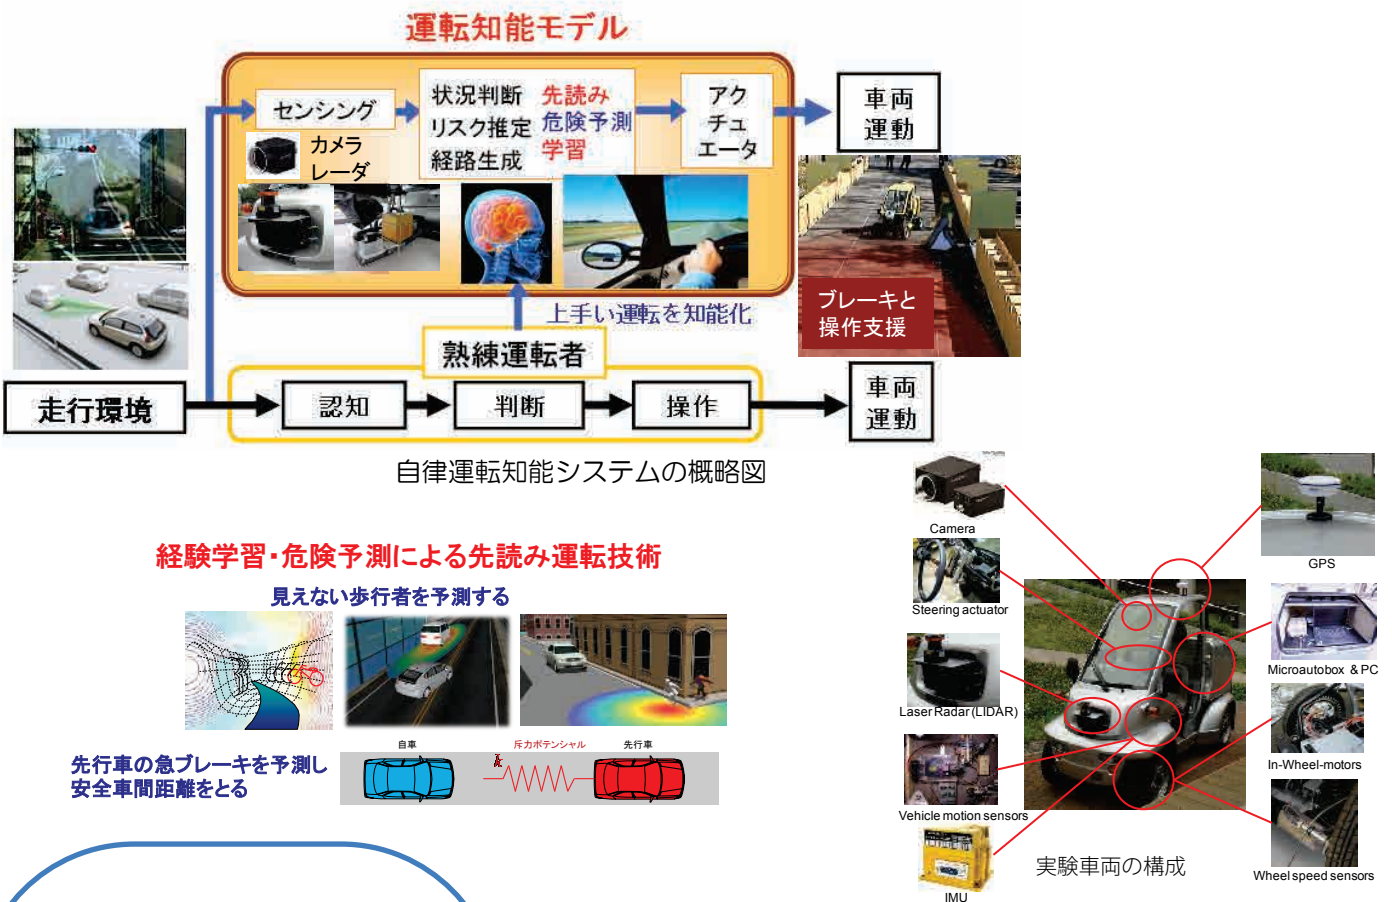 運転知能モデル
センシング
カメラ
レーダ
状況判断 先読み
リスク推定 危険予測
経路生成 学習
アク
チュ
エータ
車両
運動
ブレーキと
操作支援
上手い運転を知能化
熟練運転者
走行環境
認知
判断
操作
車両
運動
自律運転知能システムの概略図
経験学習・危険予測による先読み運転技術
見えない歩行者を予測する
先行車の急ブレーキを予測し
安全車間距離をとる
自車
斥力ポテンシャル
先行車
Camera
Steering actuator
Laser Radar (LIDAR)
Vehicle motion sensors
IMU
GPS
Microautobox & PC
In-Wheel-motors
Wheel speed sensors
実験車両の構成